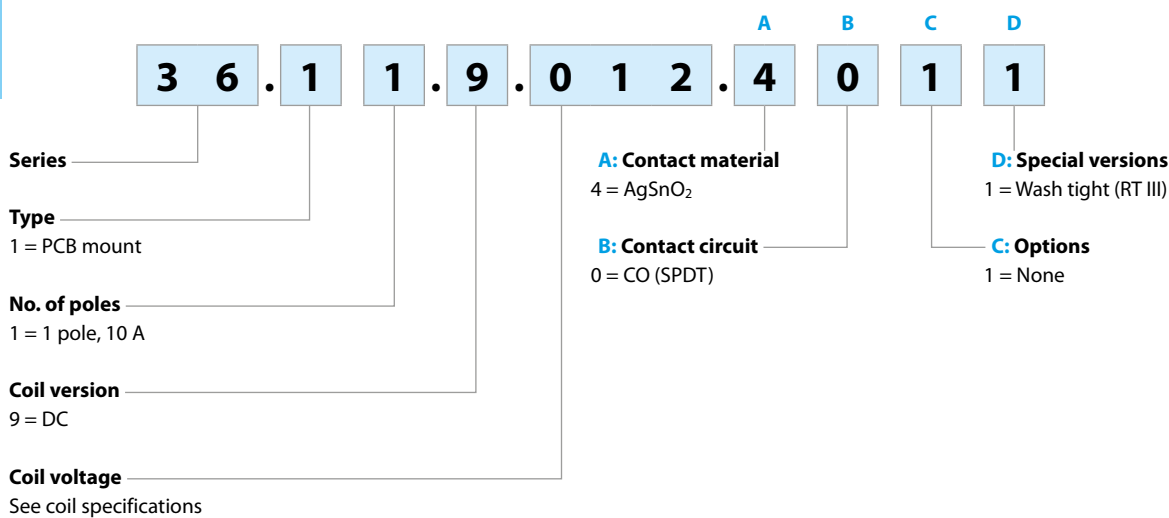 A B C D
3 6 . 1 1 . 9 . 0 1 2 . 4 0 1 1
Series
Type
1 = PCB mount
No. of poles
1 = 1 pole, 10 A
Coil version
9 = DC
Coil voltage
See coil specifications
A: Contact material
4 = AgSnO₂
B: Contact circuit
0 = CO (SPDT)
D: Special versions
1 = Wash tight (RT III)
C: Options
1 = None